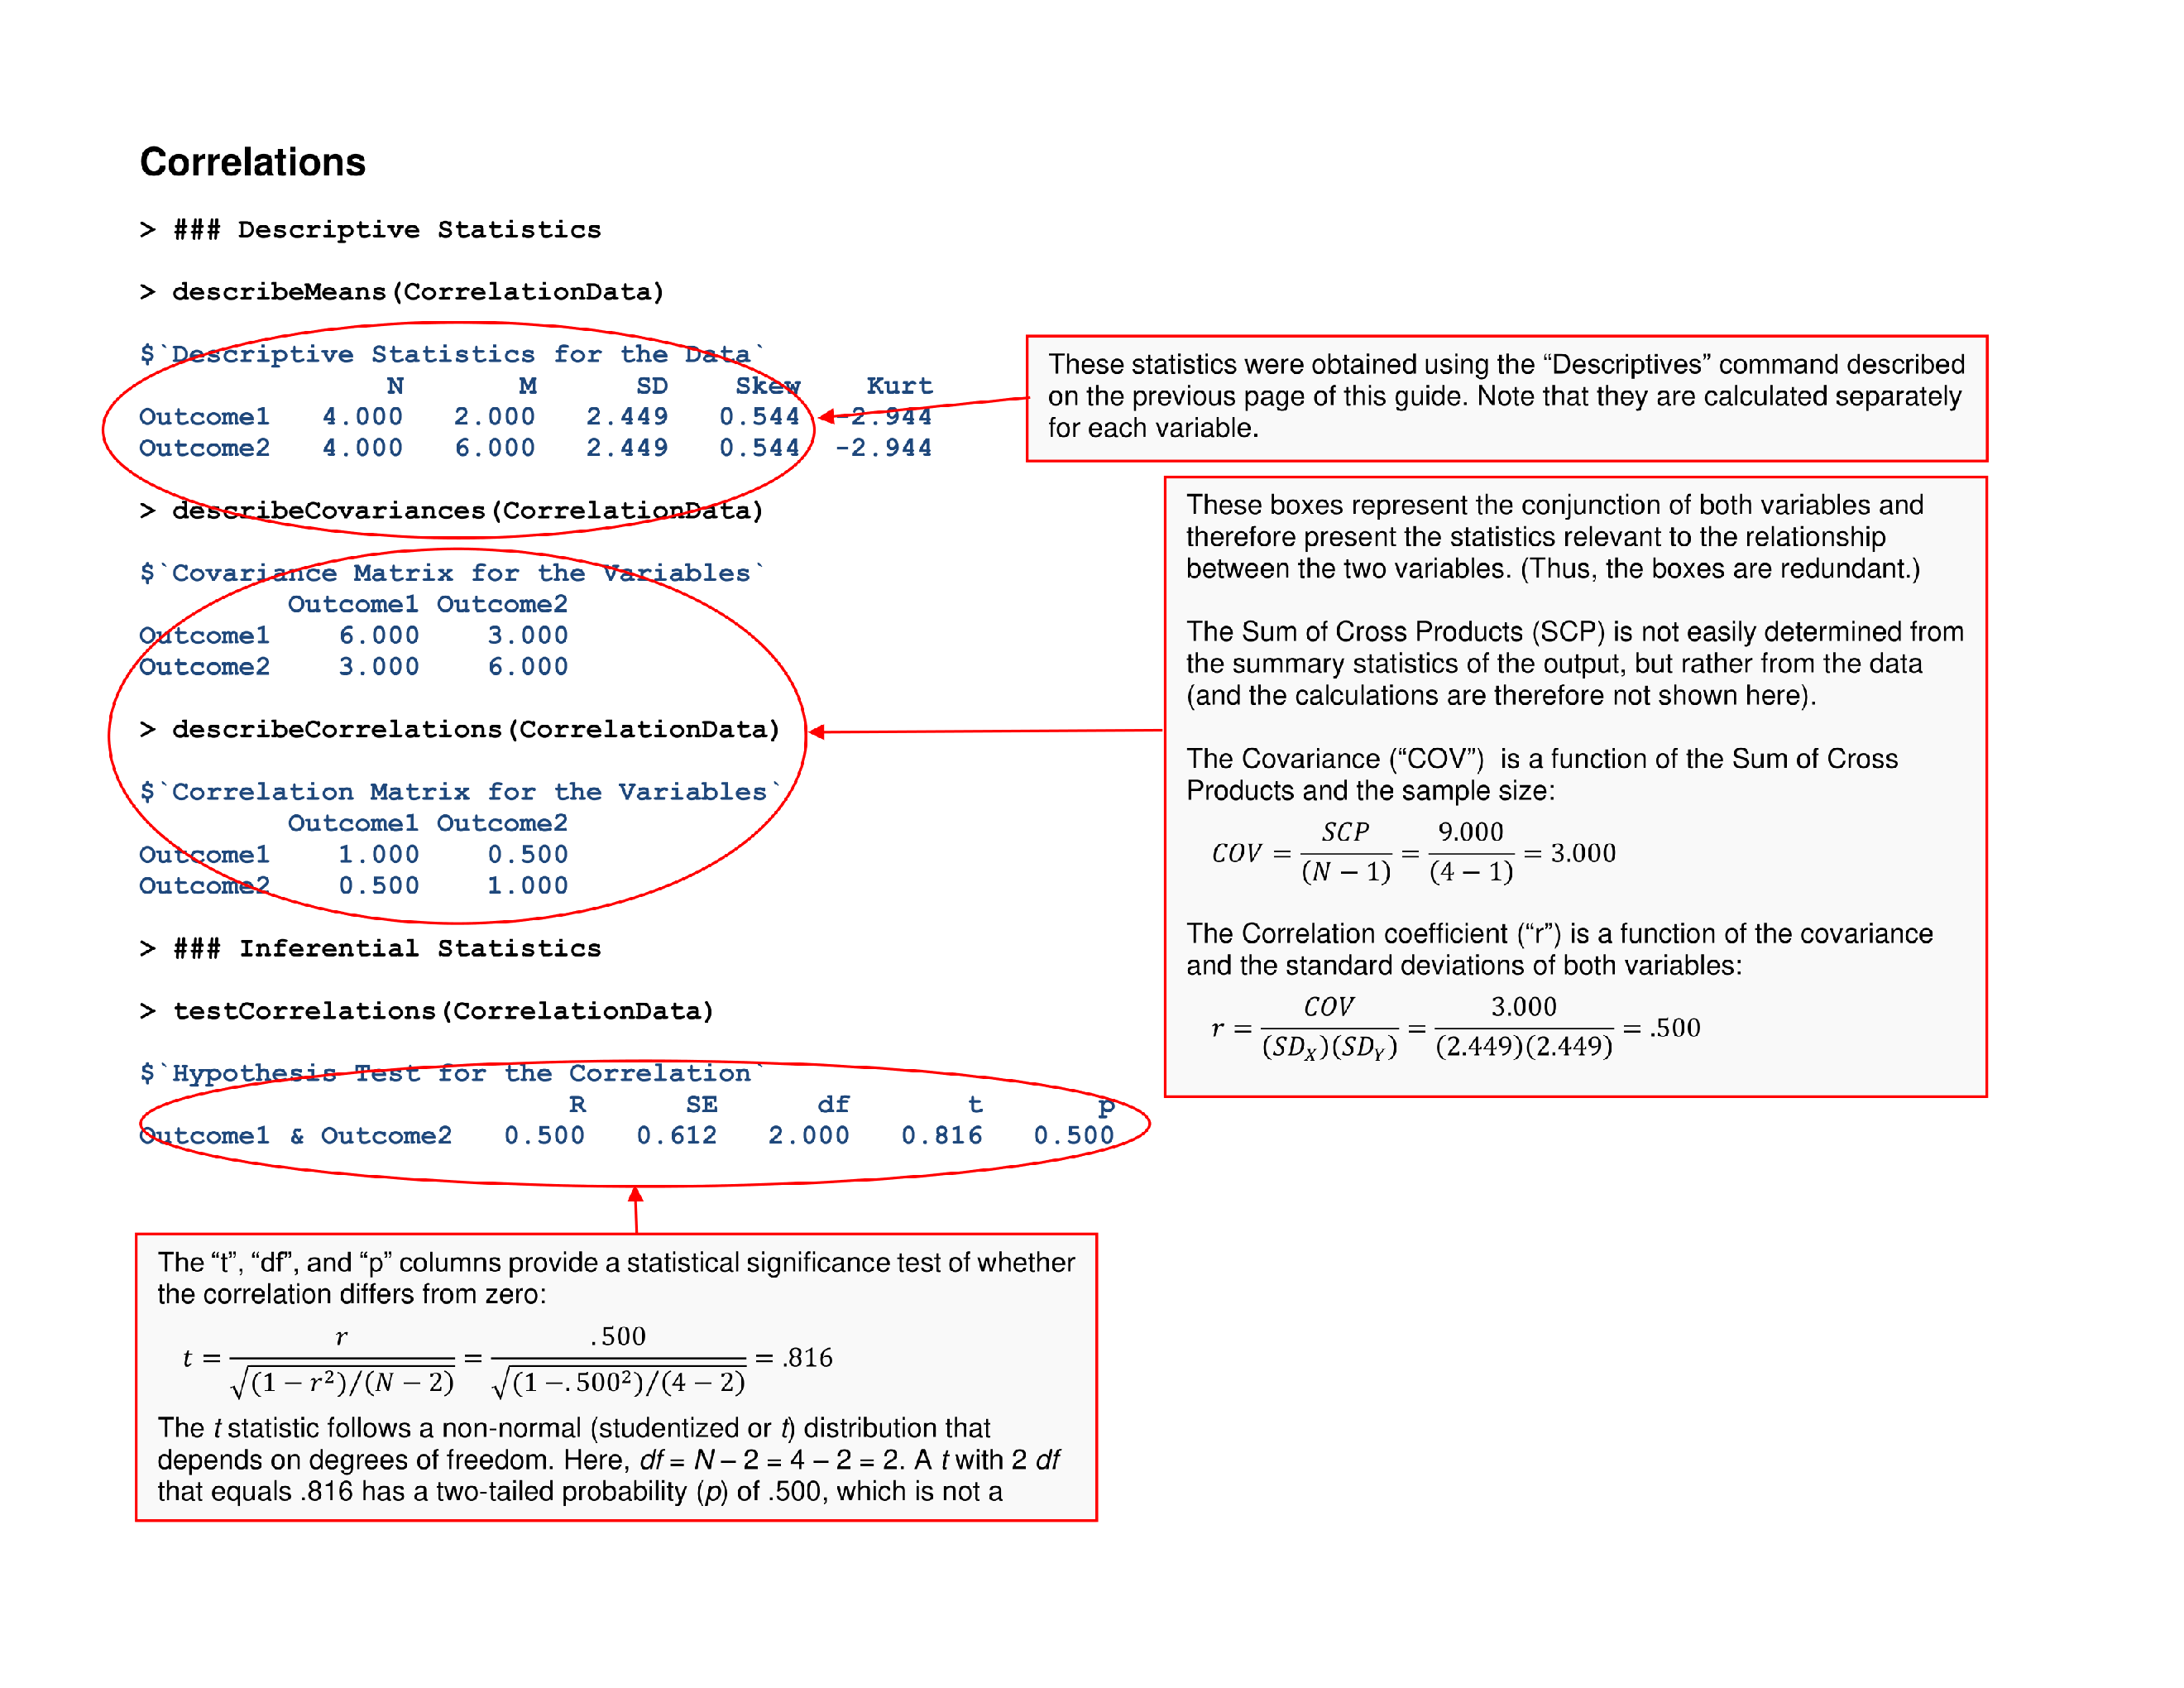 Correlations
> ### Descriptive Statistics
> describeMeans(CorrelationData)
$`Descriptive Statistics for the Data`
N M SD Skew Kurt
Outcome1 4.000 2.000 2.449 0.544 -2.944
Outcome2 4.000 6.000 2.449 0.544 -2.944
> describeCovariances(CorrelationData)
$`Covariance Matrix for the Variables`
Outcome1 Outcome2
Outcome1 6.000 3.000
Outcome2 3.000 6.000
> describeCorrelations(CorrelationData)
$`Correlation Matrix for the Variables`
Outcome1 Outcome2
Outcome1 1.000 0.500
Outcome2 0.500 1.000
> ### Inferential Statistics
> testCorrelations(CorrelationData)
$`Hypothesis Test for the Correlation`
R SE df t p
Outcome1 & Outcome2 0.500 0.612 2.000 0.816 0.500
These statistics were obtained using the “Descriptives” command described
on the previous page of this guide. Note that they are calculated separately
for each variable.
These boxes represent the conjunction of both variables and
therefore present the statistics relevant to the relationship
between the two variables. (Thus, the boxes are redundant.)
The Sum of Cross Products (SCP) is not easily determined from
the summary statistics of the output, but rather from the data
(and the calculations are therefore not shown here).
The Covariance (“COV”) is a function of the Sum of Cross
Products and the sample size:
COV = SCP / (N − 1) = 9.000 / (4 − 1) = 3.000
The Correlation coefficient (“r”) is a function of the covariance
and the standard deviations of both variables:
r = COV / (SD_X)(SD_Y) = 3.000 / (2.449)(2.449) = .500
The “t”, “df”, and “p” columns provide a statistical significance test of whether
the correlation differs from zero:
t = r / √(1 − r²)/(N − 2) = .500 / √(1 −.500²)/(4 − 2) = .816
The t statistic follows a non-normal (studentized or t) distribution that
depends on degrees of freedom. Here, df = N – 2 = 4 – 2 = 2. A t with 2 df
that equals .816 has a two-tailed probability (p) of .500, which is not a